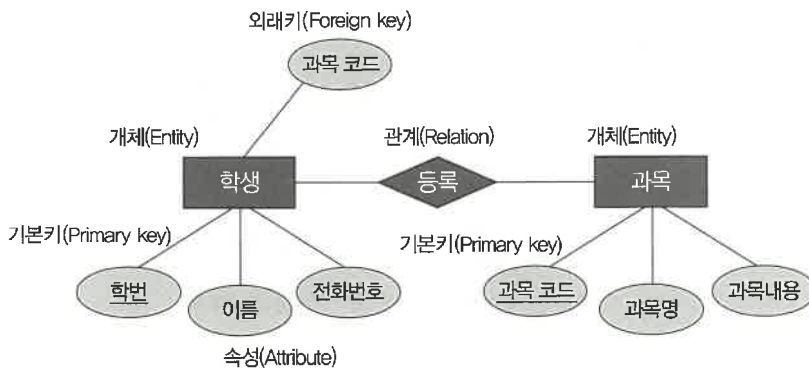 외래키(Foreign key)
과목 코드
개체(Entity)
관계(Relation)
개체(Entity)
학생
등록
과목
기본키(Primary key)
기본키(Primary key)
학번
이름
전화번호
과목 코드
과목명
과목내용
속성(Attribute)